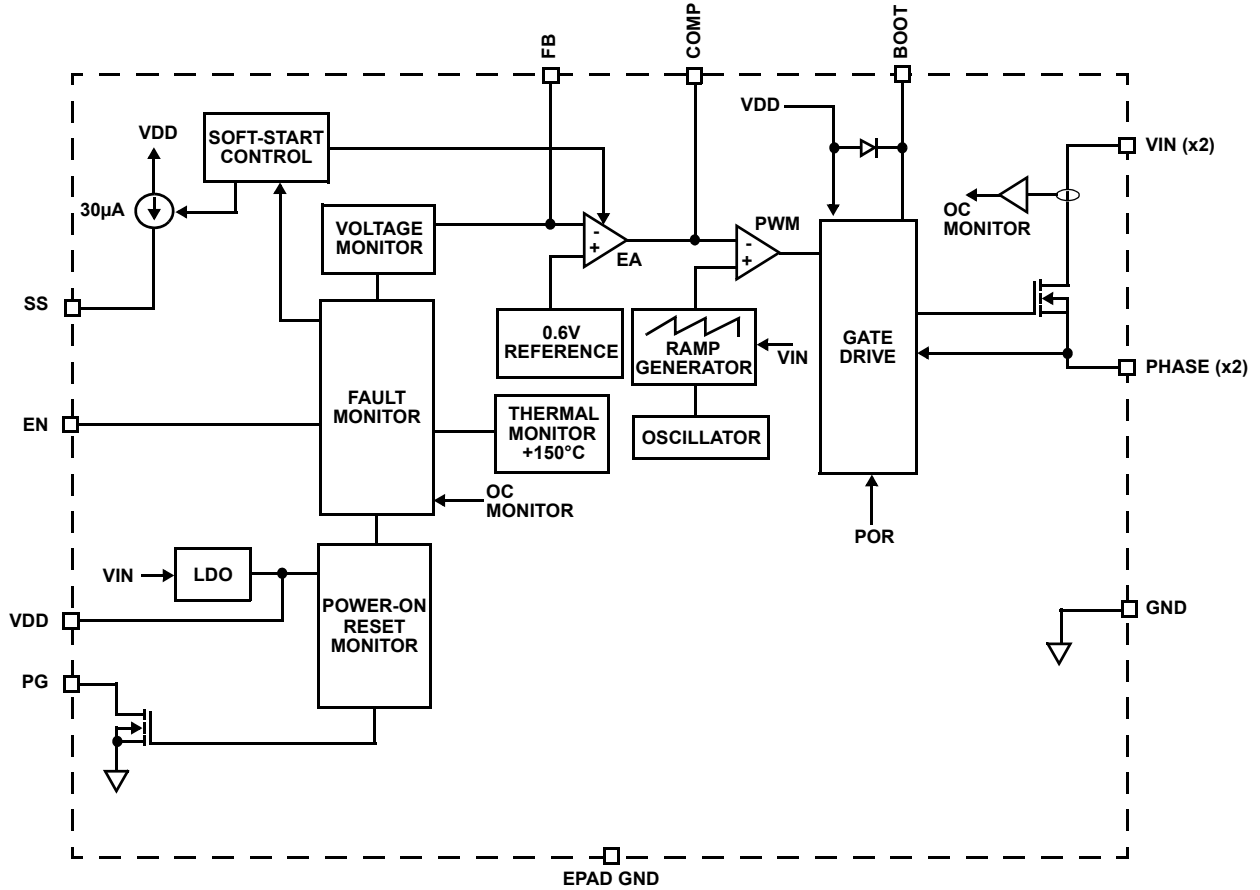 FB
COMP
BOOT
VDD
SOFT-START
CONTROL
VDD
VIN (x2)
30µA
OC
MONITOR
VOLTAGE
MONITOR
-
+
EA
PWM
-
+
SS
0.6V
REFERENCE
RAMP
GENERATOR
VIN
GATE
DRIVE
PHASE (x2)
FAULT
MONITOR
EN
THERMAL
MONITOR
+150°C
OSCILLATOR
OC
MONITOR
POR
VIN
LDO
POWER-ON
RESET
MONITOR
VDD
GND
PG
EPAD GND